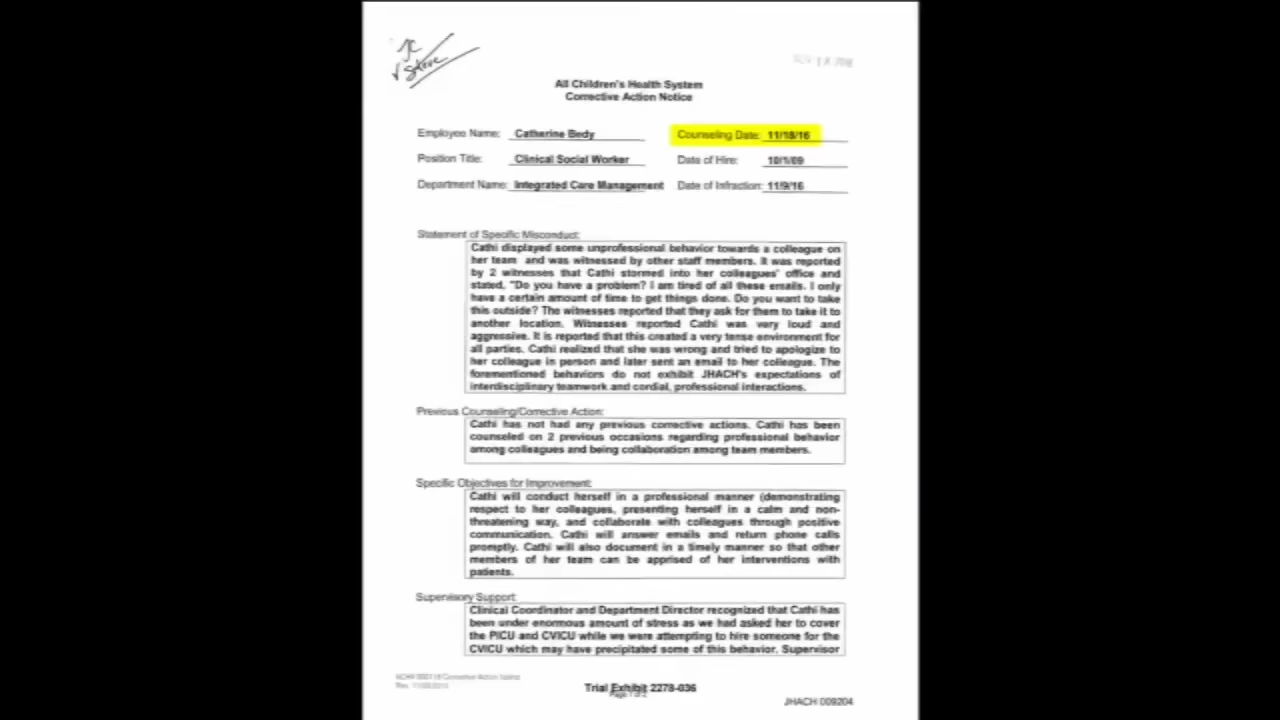 JC
✓ Steve
All Children's Health System
Corrective Action Notice
Employee Name: Catherine Bedy Counseling Date: 11/18/16
Position Title: Clinical Social Worker Date of Hire: 10/1/09
Department Name: Integrated Care Management Date of Infraction: 11/9/16
Statement of Specific Misconduct:
Cathi displayed some unprofessional behavior towards a colleague on
her team and was witnessed by other staff members. It was reported
by 2 witnesses that Cathi stormed into her colleagues' office and
stated, "Do you have a problem? I am tired of all these emails. I only
have a certain amount of time to get things done. Do you want to take
this outside? The witnesses reported that they ask for them to take it to
another location. Witnesses reported Cathi was very loud and
aggressive. It is reported that this created a very tense environment for
all parties. Cathi realized that she was wrong and tried to apologize to
her colleague in person and later sent an email to her colleague. The
forementioned behaviors do not exhibit JHACH's expectations of
interdisciplinary teamwork and cordial, professional interactions.
Previous Counseling/Corrective Action:
Cathi has not had any previous corrective actions. Cathi has been
counseled on 2 previous occasions regarding professional behavior
among colleagues and being collaboration among team members.
Specific Objectives for Improvement:
Cathi will conduct herself in a professional manner (demonstrating
respect to her colleagues, presenting herself in a calm and non-
threatening way, and collaborate with colleagues through positive
communication. Cathi will answer emails and return phone calls
promptly. Cathi will also document in a timely manner so that other
members of her team can be apprised of her interventions with
patients.
Supervisory Support:
Clinical Coordinator and Department Director recognized that Cathi has
been under enormous amount of stress as we had asked her to cover
the PICU and CVICU while we were attempting to hire someone for the
CVICU which may have precipitated some of this behavior. Supervisor
Corrective Action
Rev.
Trial Exhibit 2278-036
Page 1 of 2
JHACH 009204